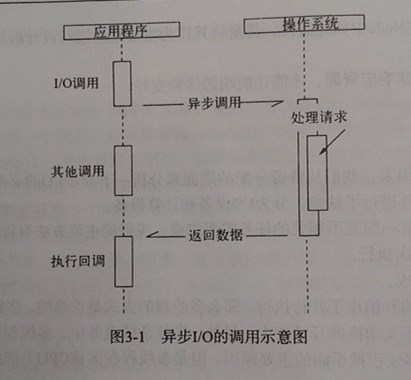 应用程序
操作系统
I/O调用
异步调用
处理请求
其他调用
返回数据
执行回调
图3-1 异步I/O的调用示意图